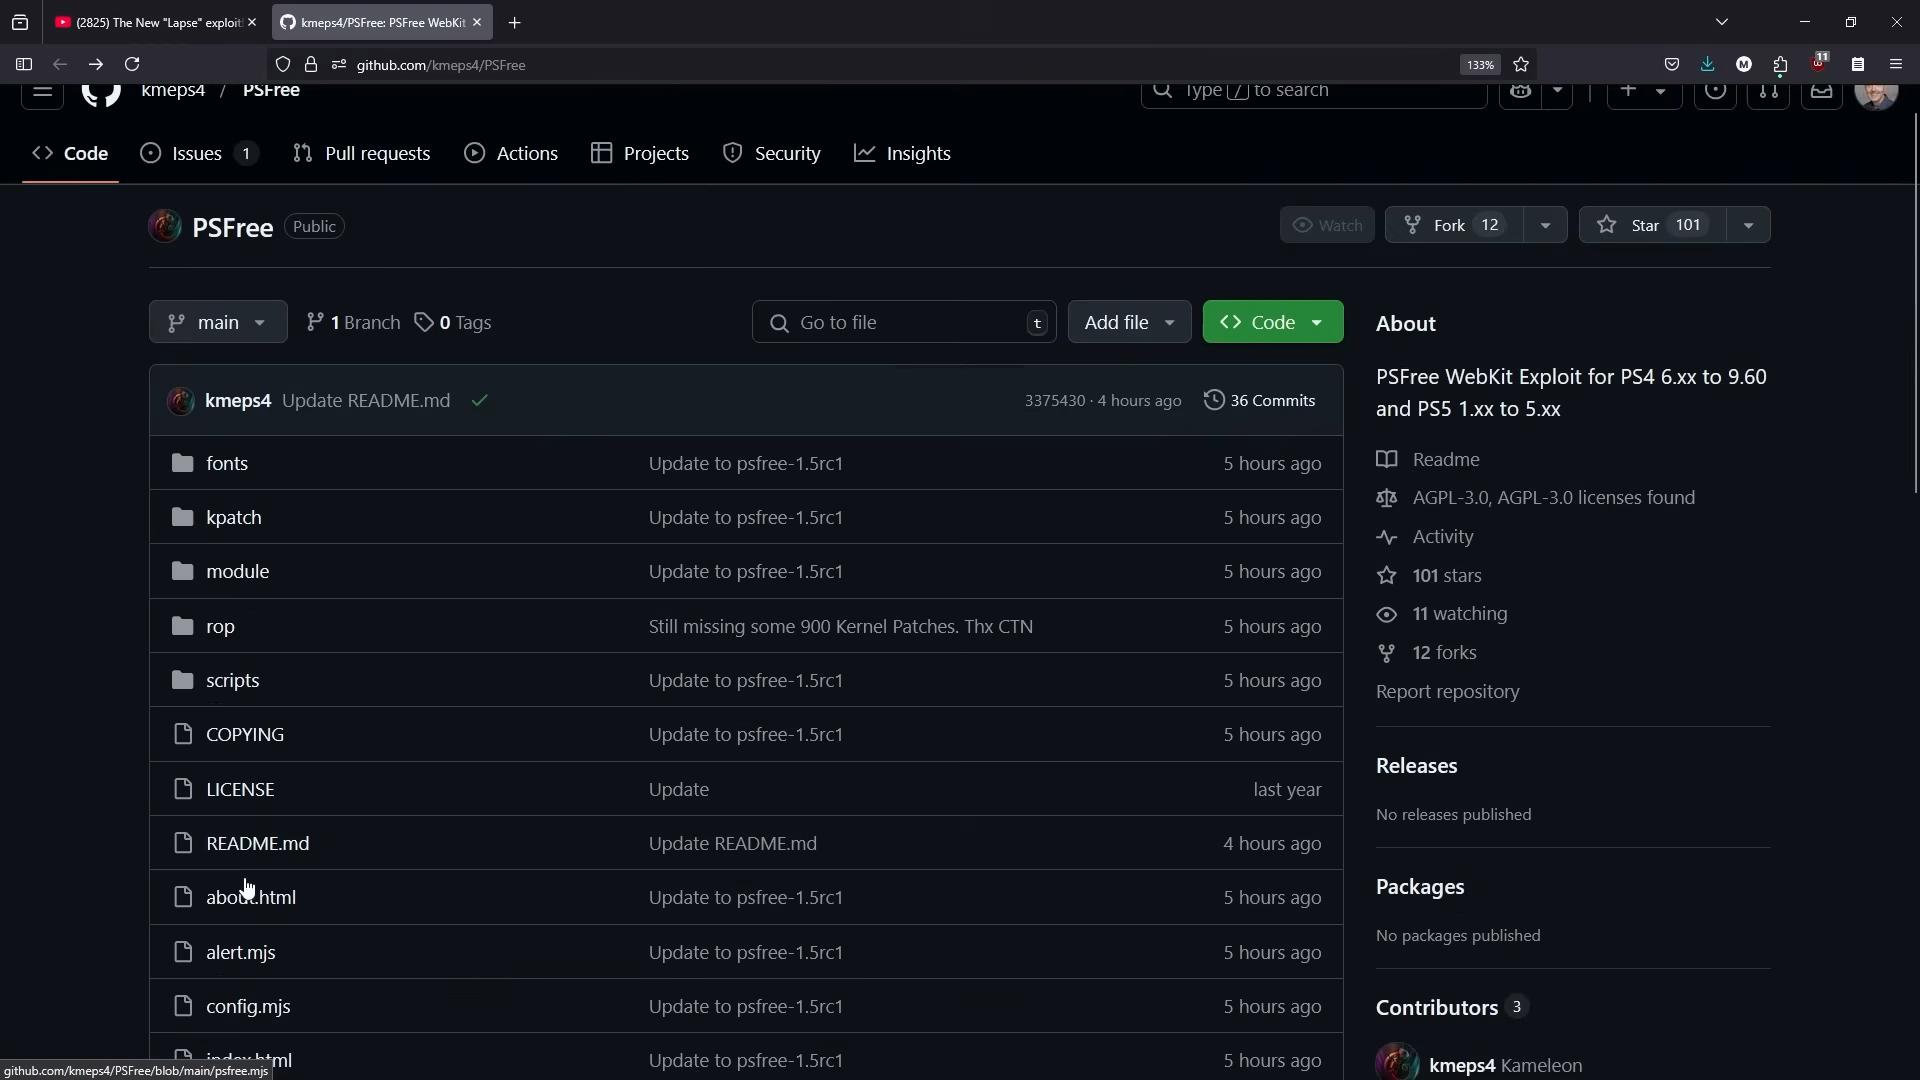 (2825) The New "Lapse" exploit
kmeps4/PSFree: PSFree WebKit
github.com/kmeps4/PSFree
133%
11
kmeps4 / PSFree
Type / to search
Code
Issues 1
Pull requests
Actions
Projects
Security
Insights
PSFree Public
Watch
Fork 12
Star 101
main
1 Branch
0 Tags
Go to file t
Add file
Code
kmeps4 Update README.md 3375430 · 4 hours ago 36 Commits
fonts Update to psfree-1.5rc1 5 hours ago
kpatch Update to psfree-1.5rc1 5 hours ago
module Update to psfree-1.5rc1 5 hours ago
rop Still missing some 900 Kernel Patches. Thx CTN 5 hours ago
scripts Update to psfree-1.5rc1 5 hours ago
COPYING Update to psfree-1.5rc1 5 hours ago
LICENSE Update last year
README.md Update README.md 4 hours ago
about.html Update to psfree-1.5rc1 5 hours ago
alert.mjs Update to psfree-1.5rc1 5 hours ago
config.mjs Update to psfree-1.5rc1 5 hours ago
index.html Update to psfree-1.5rc1 5 hours ago
About
PSFree WebKit Exploit for PS4 6.xx to 9.60
and PS5 1.xx to 5.xx
Readme
AGPL-3.0, AGPL-3.0 licenses found
Activity
101 stars
11 watching
12 forks
Report repository
Releases
No releases published
Packages
No packages published
Contributors 3
kmeps4 Kameleon
github.com/kmeps4/PSFree/blob/main/psfree.mjs